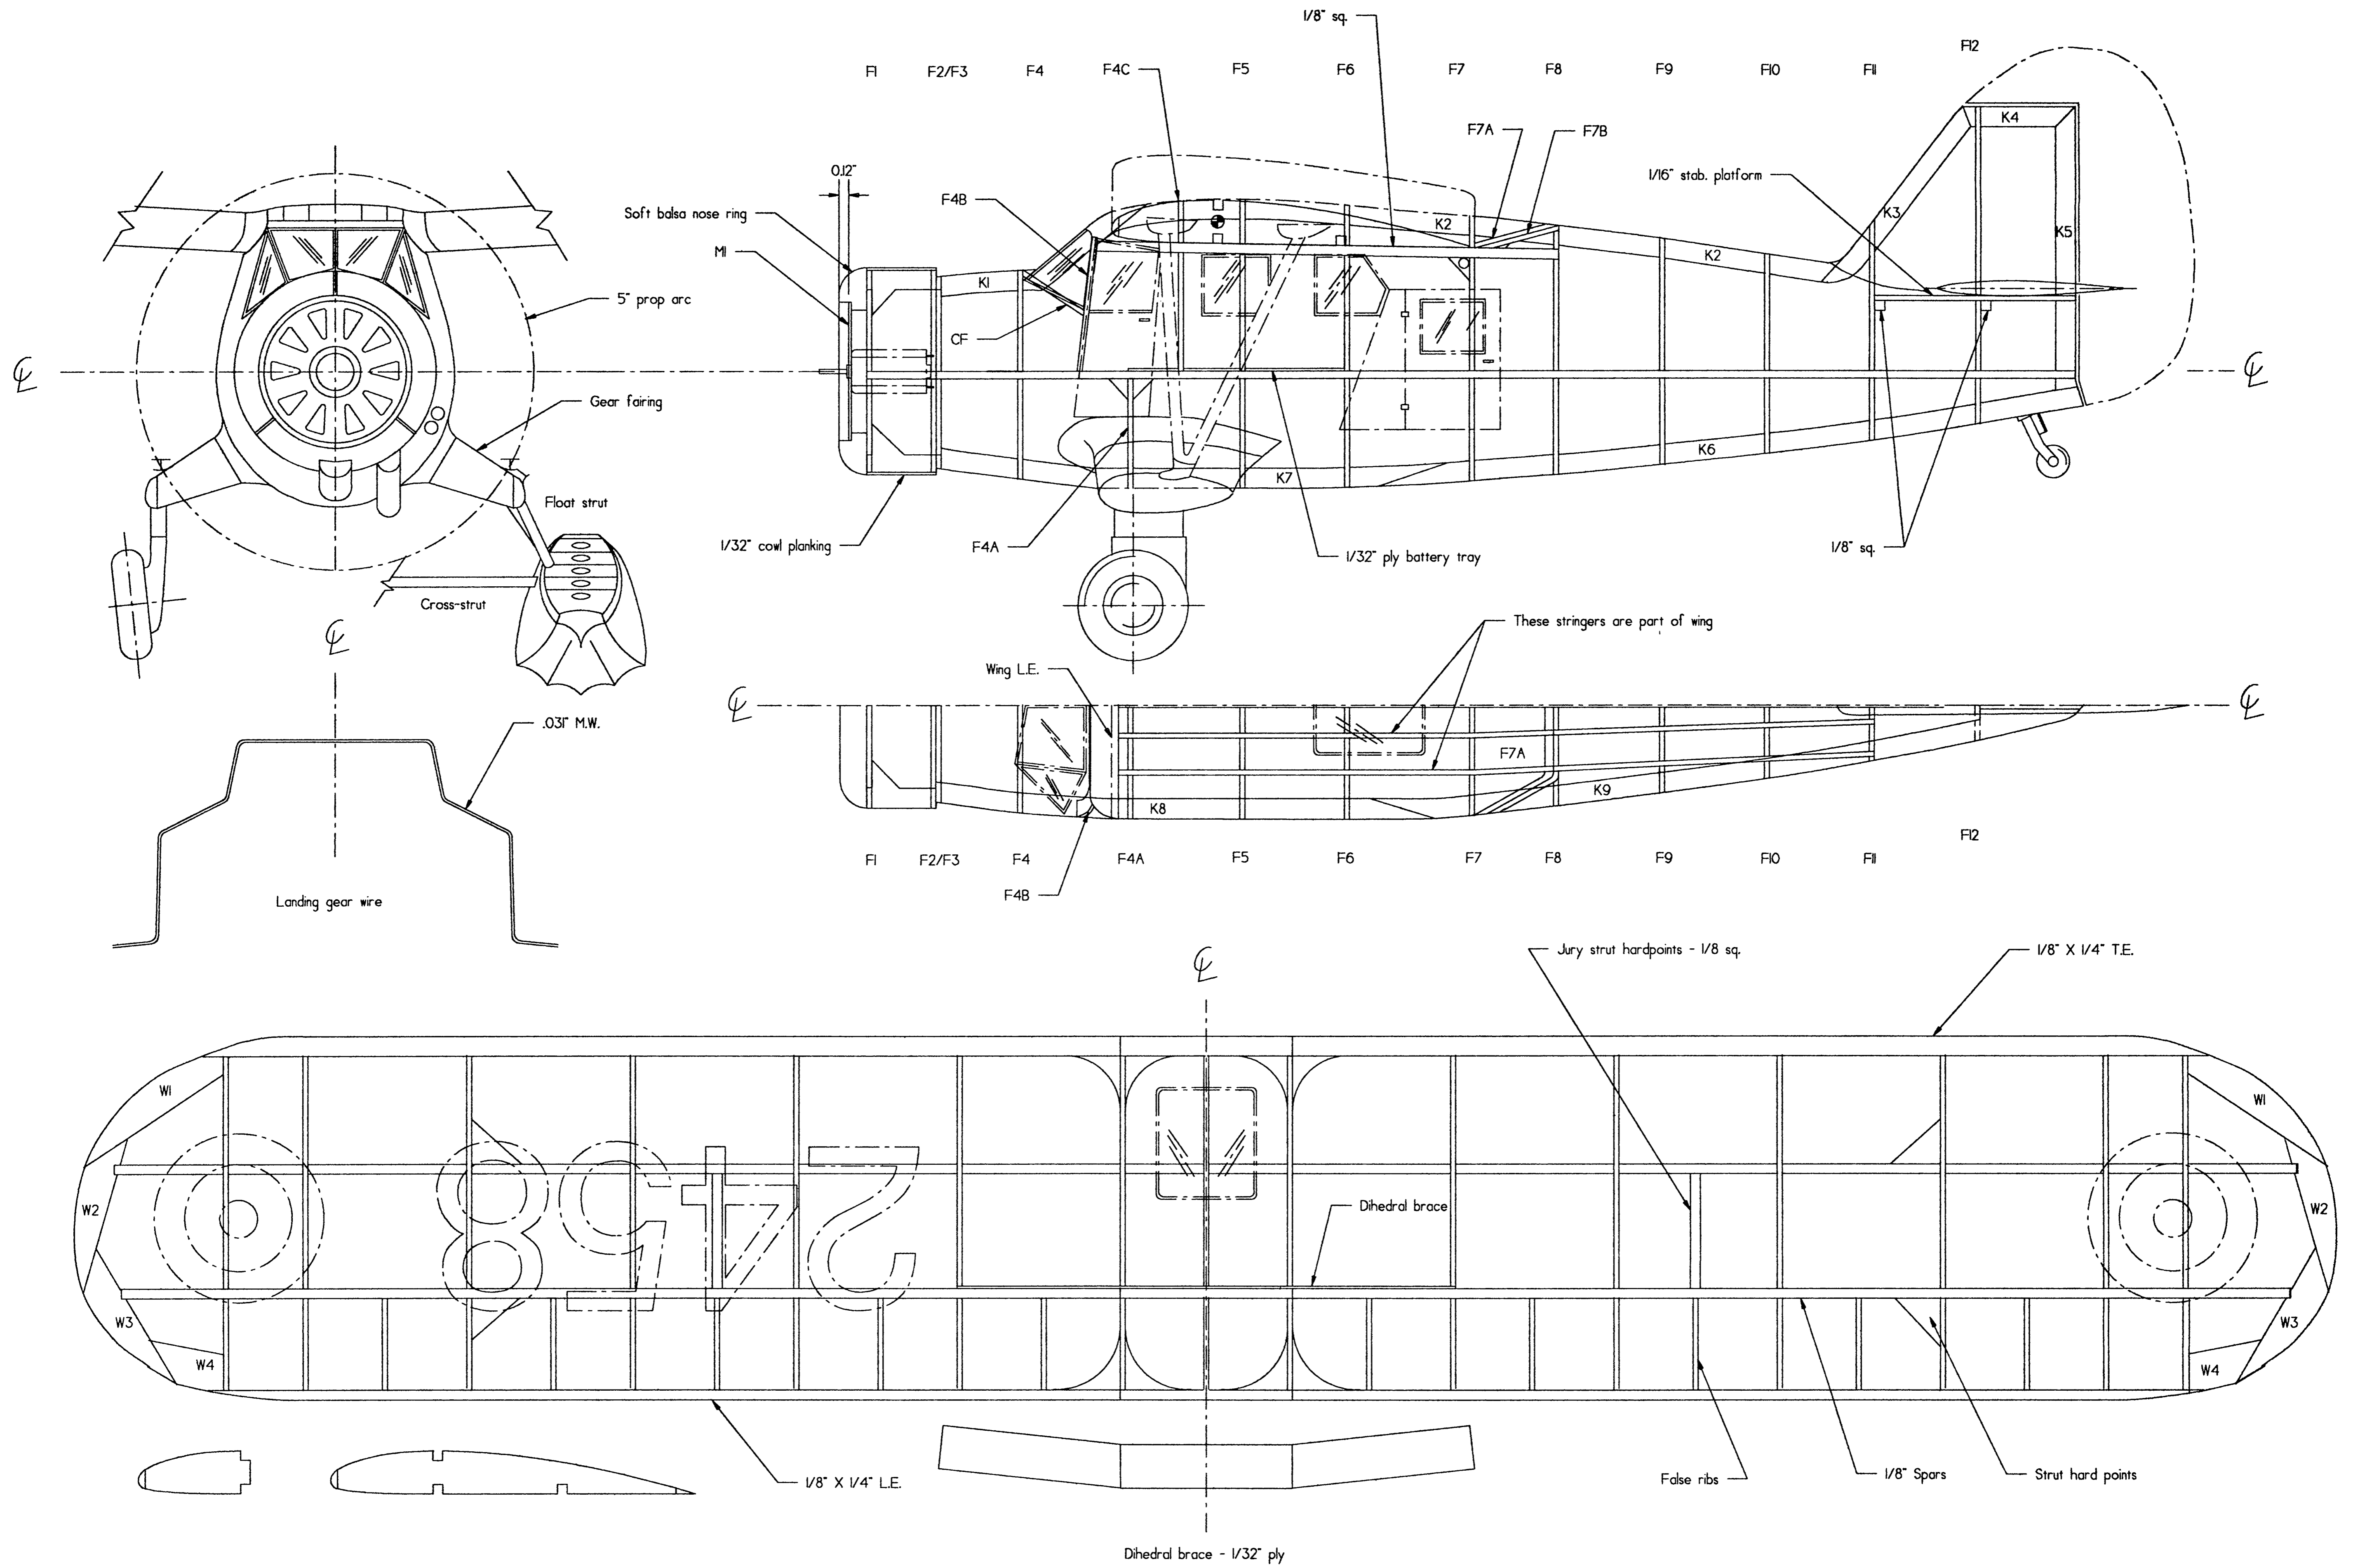 1/8" sq.
F12
F1
F2/F3
F4
F4C
F5
F6
F7
F8
F9
F10
F11
F7A
F7B
K4
0.12"
1/16" stab. platform
F4B
Soft balsa nose ring
K3
K2
K5
M1
K2
K1
5" prop arc
CF
℄
℄
Gear fairing
K6
K7
Float strut
1/32" cowl planking
F4A
1/32" ply battery tray
1/8" sq.
Cross-strut
These stringers are part of wing
℄
Wing L.E.
℄
℄
.031" M.W.
F7A
K9
K8
F12
F1
F2/F3
F4
F4A
F5
F6
F7
F8
F9
F10
F11
F4B
Landing gear wire
℄
Jury strut hardpoints - 1/8 sq.
1/8" X 1/4" T.E.
W1
W1
W2
Dihedral brace
W2
2458
W3
W3
W4
W4
1/8" X 1/4" L.E.
False ribs
1/8" Spars
Strut hard points
Dihedral brace - 1/32" ply